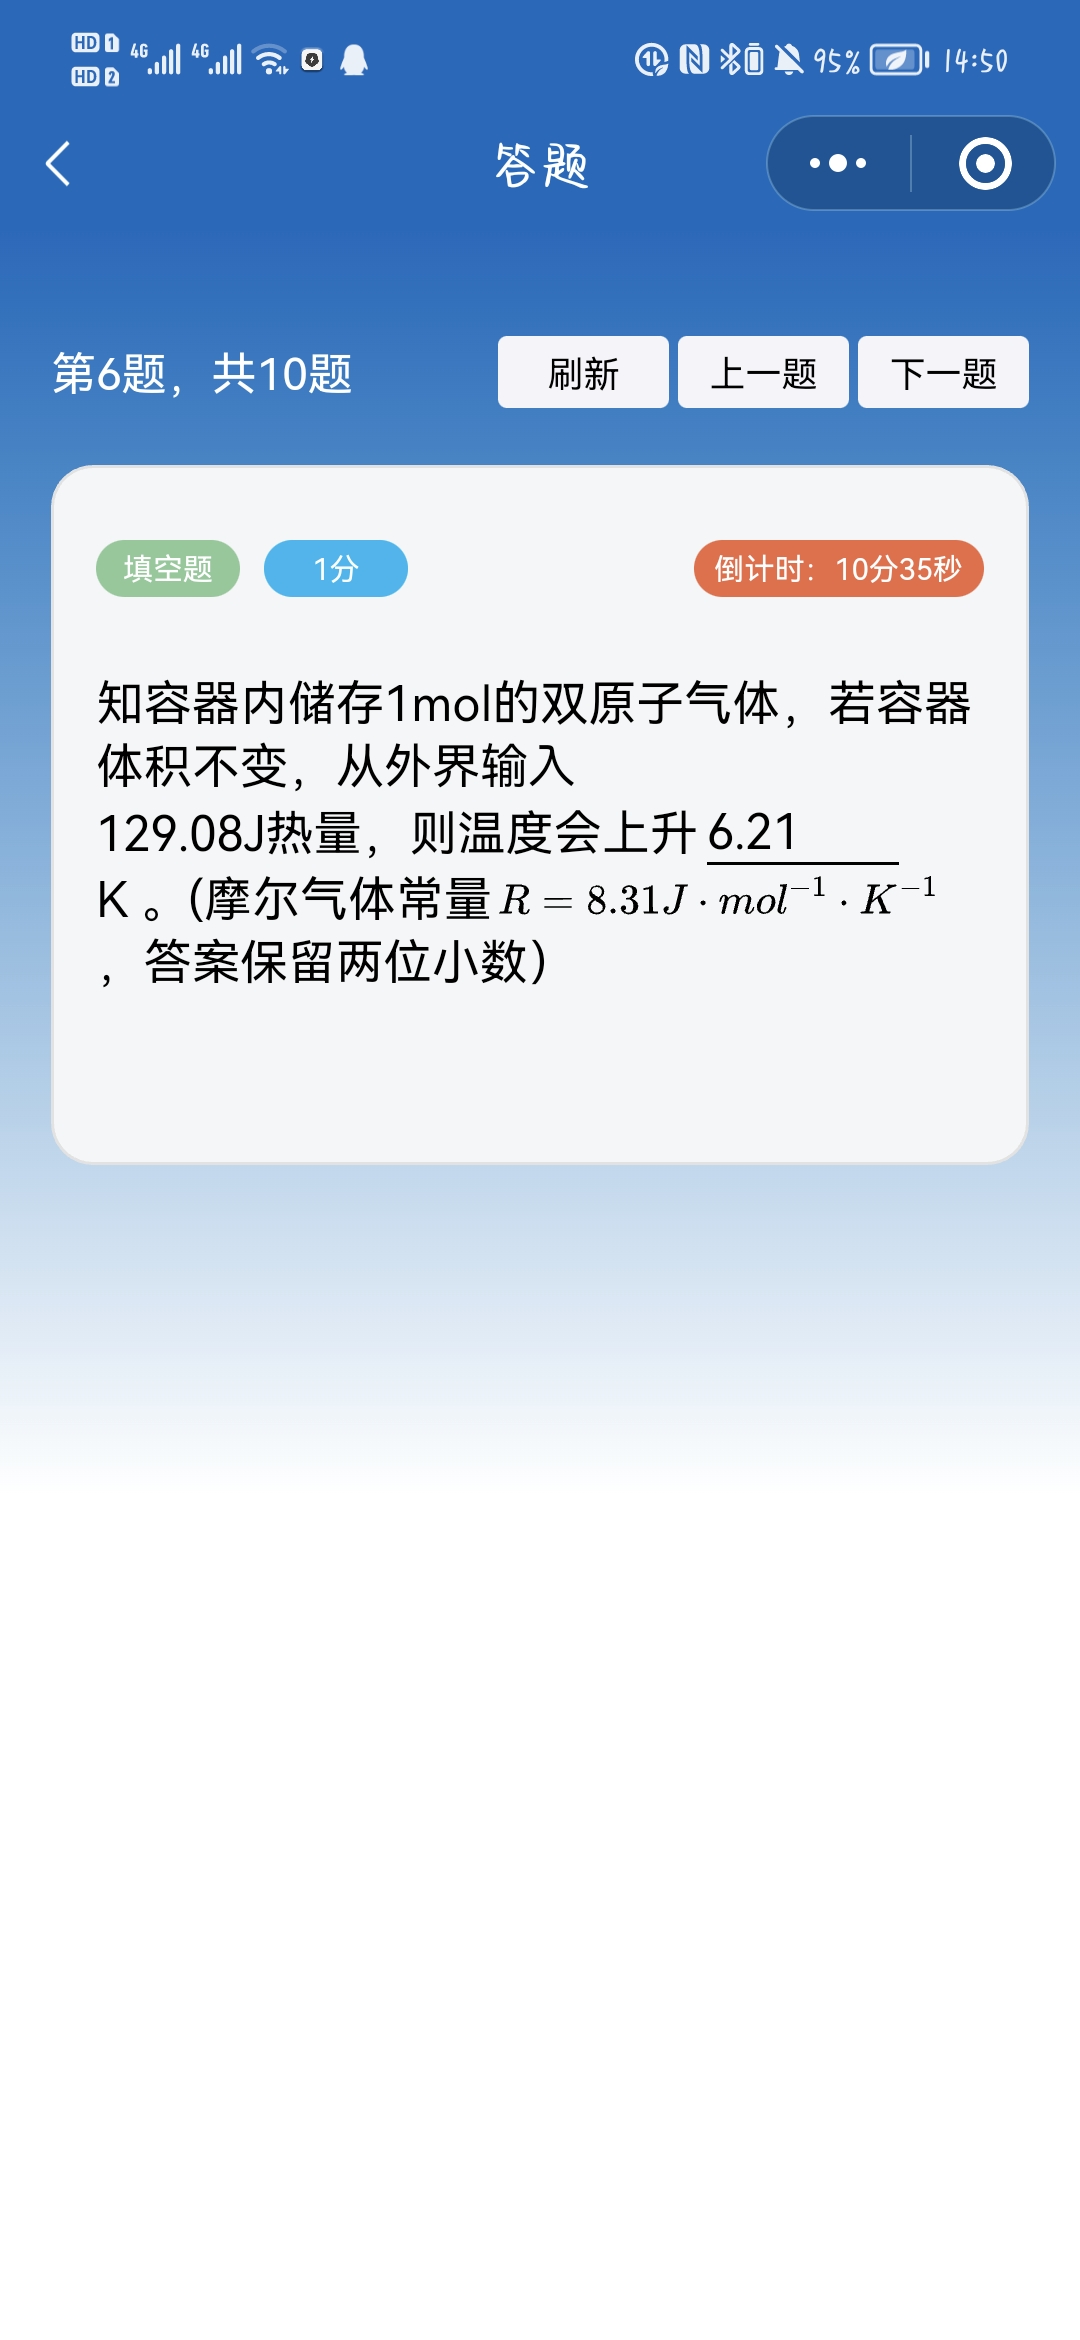 HD 1 4G 4G 95% 14:50
HD 2
答题
第6题，共10题 刷新 上一题 下一题
填空题 1分 倒计时：10分35秒
知容器内储存1mol的双原子气体，若容器
体积不变，从外界输入
129.08J热量，则温度会上升 6.21
K 。(摩尔气体常量 R = 8.31J · mol⁻¹ · K⁻¹
，答案保留两位小数)